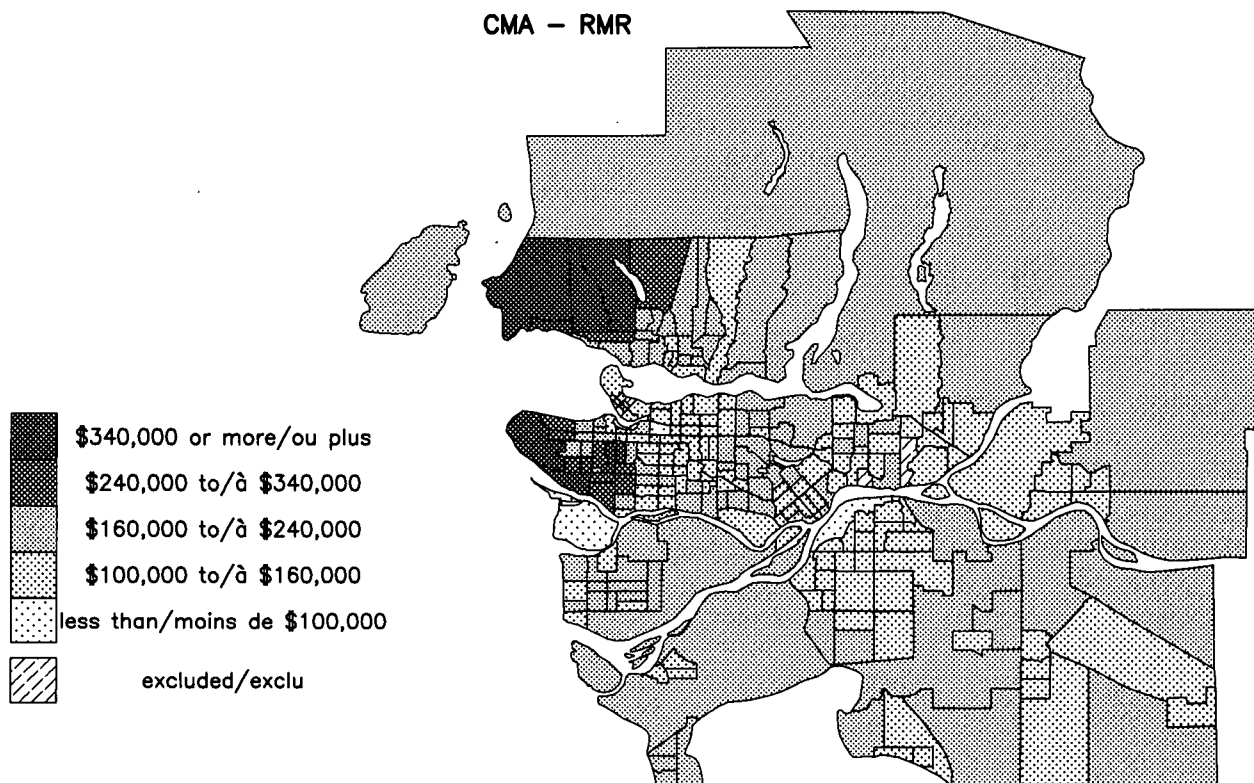 CMA – RMR
$340,000 or more/ou plus
$240,000 to/à $340,000
$160,000 to/à $240,000
$100,000 to/à $160,000
less than/moins de $100,000
excluded/exclu